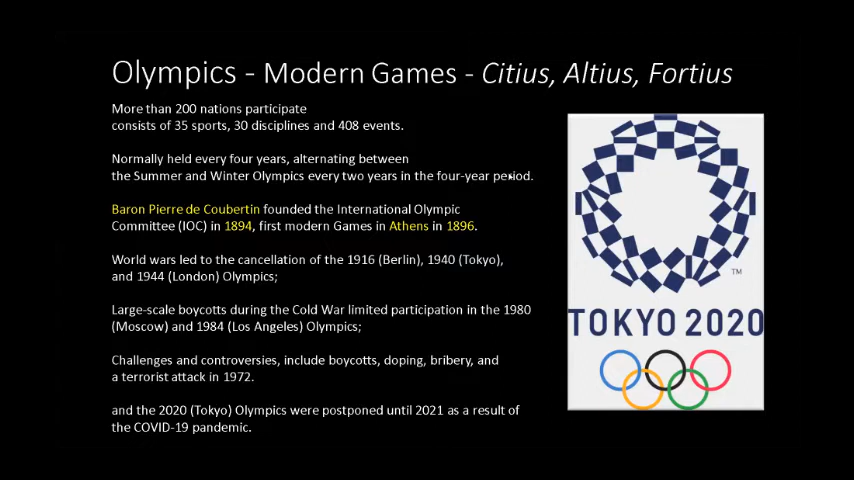 Olympics - Modern Games - Citius, Altius, Fortius
More than 200 nations participate
consists of 35 sports, 30 disciplines and 408 events.
Normally held every four years, alternating between
the Summer and Winter Olympics every two years in the four-year period.
Baron Pierre de Coubertin founded the International Olympic
Committee (IOC) in 1894, first modern Games in Athens in 1896.
World wars led to the cancellation of the 1916 (Berlin), 1940 (Tokyo),
and 1944 (London) Olympics;
Large-scale boycotts during the Cold War limited participation in the 1980
(Moscow) and 1984 (Los Angeles) Olympics;
Challenges and controversies, include boycotts, doping, bribery, and
a terrorist attack in 1972.
and the 2020 (Tokyo) Olympics were postponed until 2021 as a result of
the COVID-19 pandemic.
TM
TOKYO 2020